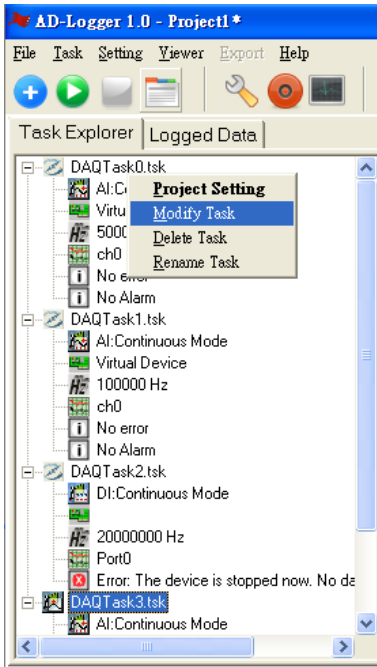 AD-Logger 1.0 - Project1*
File Task Setting Viewer Export Help
Task Explorer Logged Data
DAQTask0.tsk
AI:C
Project Setting
Virtu
Modify Task
5000
Delete Task
ch0
Rename Task
No error
No Alarm
DAQTask1.tsk
AI:Continuous Mode
Virtual Device
HZ 100000 Hz
ch0
No error
No Alarm
DAQTask2.tsk
DI:Continuous Mode
HZ 20000000 Hz
Port0
Error: The device is stopped now. No da
DAQTask3.tsk
AI:Continuous Mode